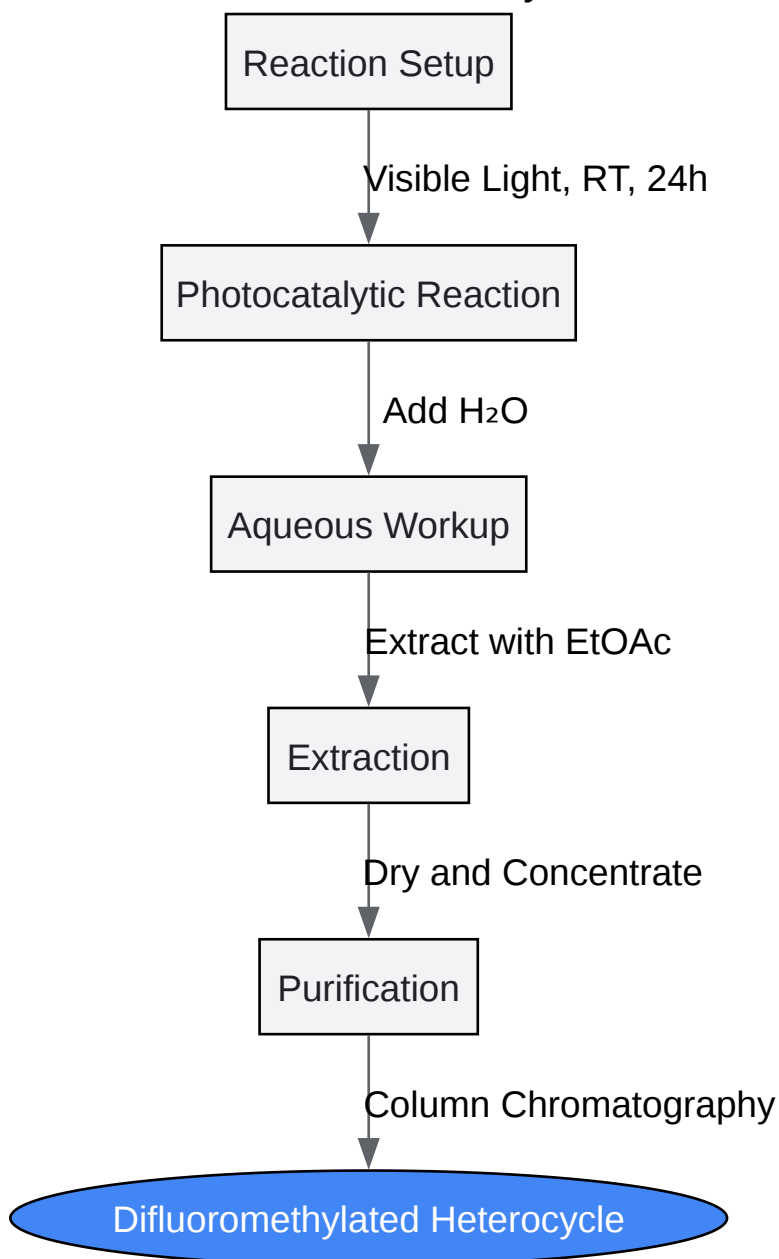 Reaction Setup
Visible Light, RT, 24h
Photocatalytic Reaction
Add H₂O
Aqueous Workup
Extract with EtOAc
Extraction
Dry and Concentrate
Purification
Column Chromatography
Difluoromethylated Heterocycle